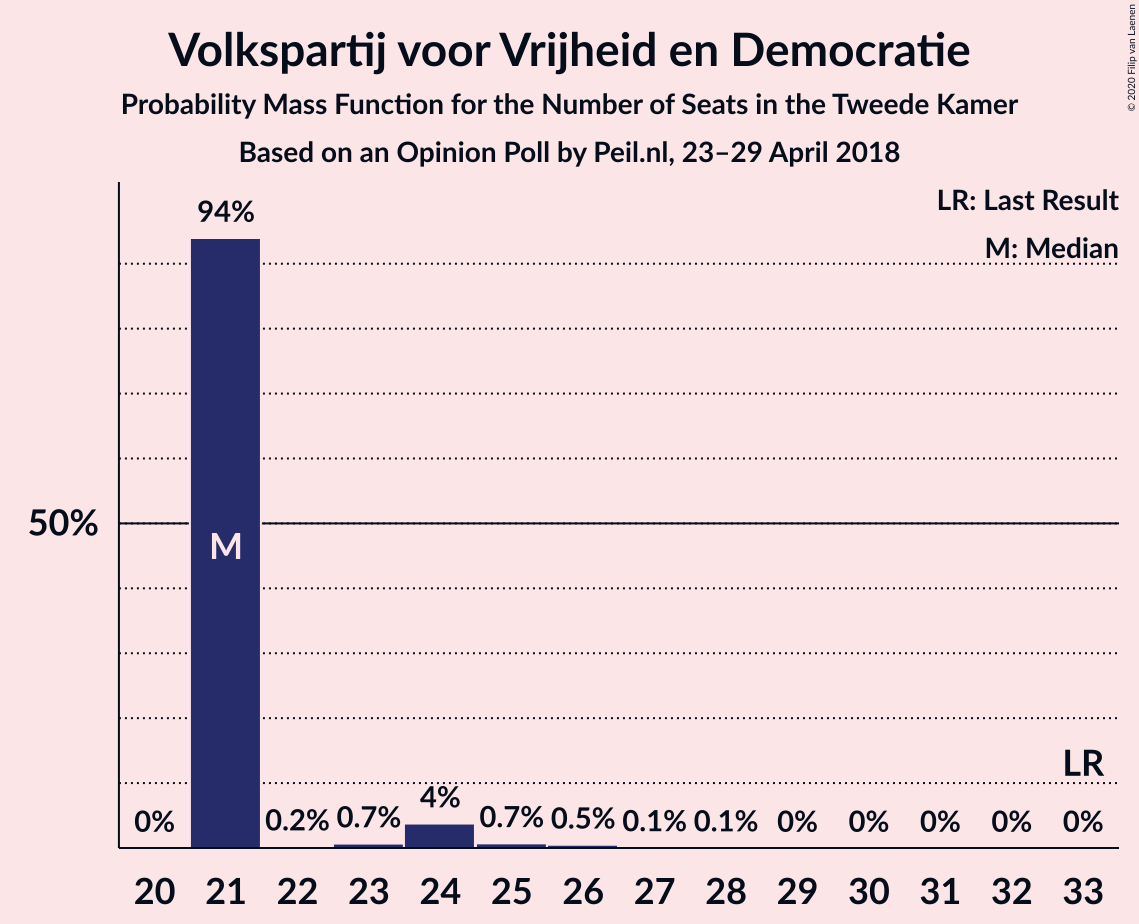 Volkspartij voor Vrijheid en Democratie
Probability Mass Function for the Number of Seats in the Tweede Kamer
Based on an Opinion Poll by Peil.nl, 23–29 April 2018
© 2020 Filip van Laenen
LR: Last Result
M: Median
50%
0% 94% 0.2% 0.7% 4% 0.7% 0.5% 0.1% 0.1% 0% 0% 0% 0% 0%
M
LR
20 21 22 23 24 25 26 27 28 29 30 31 32 33